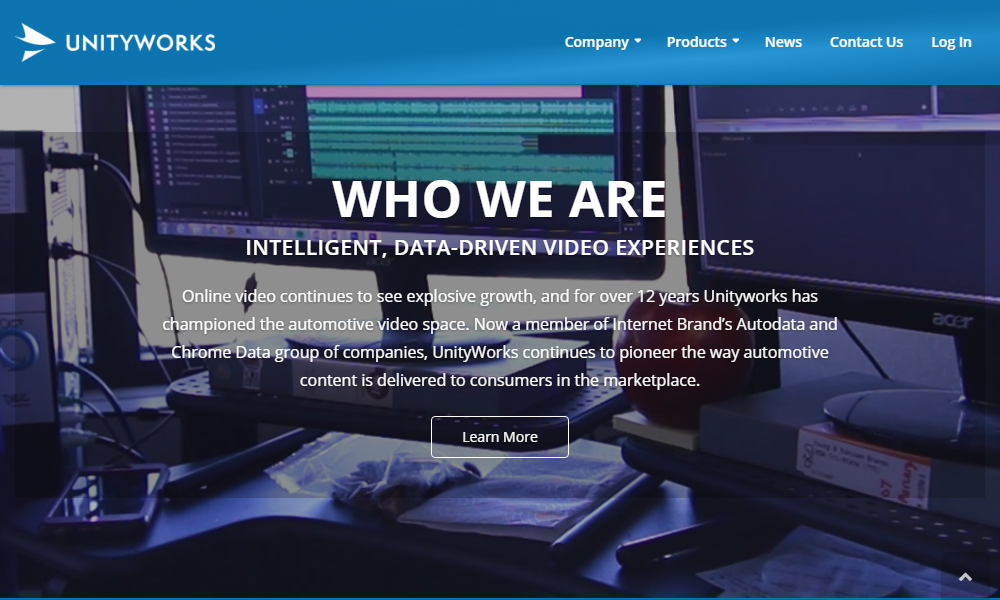 UNITYWORKS
Company Products News Contact Us Log In
WHO WE ARE
INTELLIGENT, DATA-DRIVEN VIDEO EXPERIENCES
Online video continues to see explosive growth, and for over 12 years Unityworks has
championed the automotive video space. Now a member of Internet Brand’s Autodata and
Chrome Data group of companies, UnityWorks continues to pioneer the way automotive
content is delivered to consumers in the marketplace.
Learn More
acer